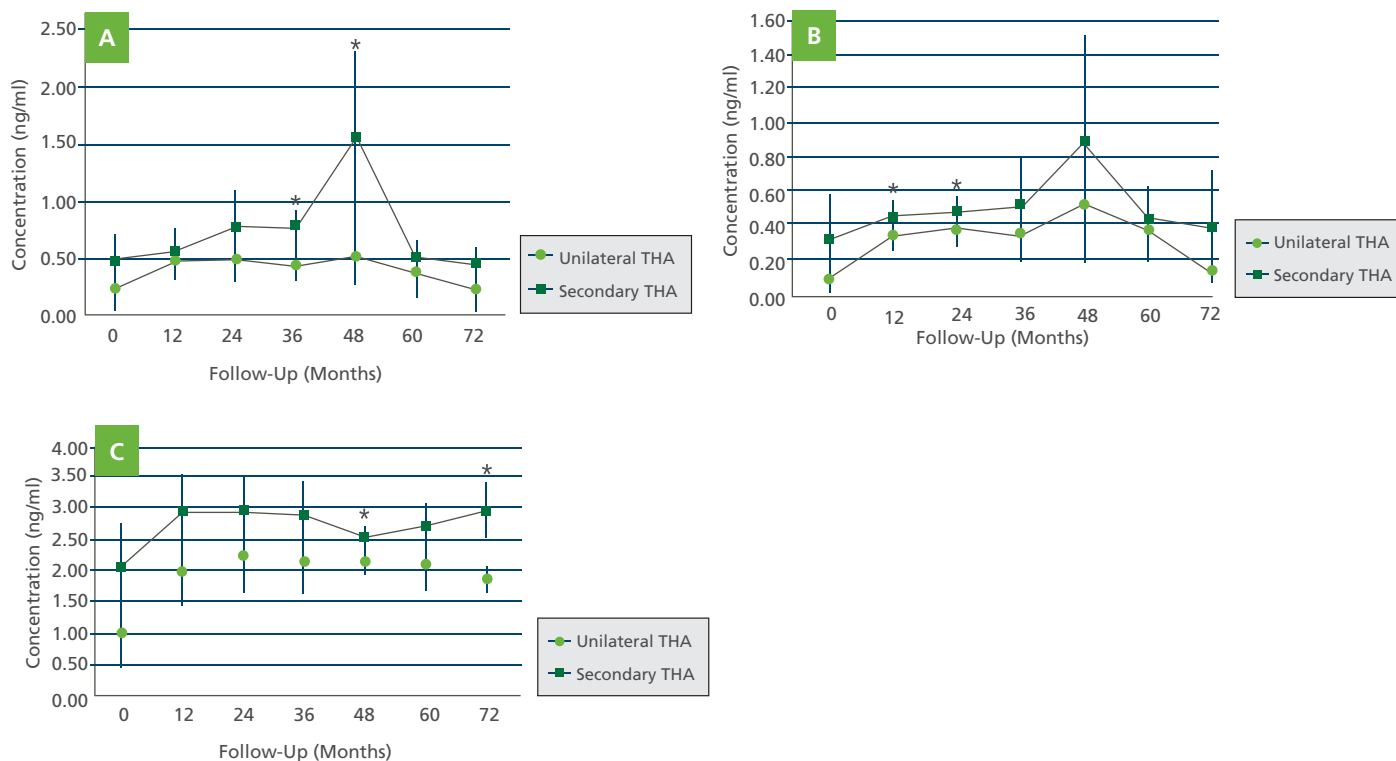 A
2.50
2.00
1.50
1.00
0.50
0.00
Concentration (ng/ml)
*
*
0 12 24 36 48 60 72
Follow-Up (Months)
Unilateral THA
Secondary THA
B
1.60
1.40
1.20
1.00
0.80
0.60
0.40
0.20
0.00
Concentration (ng/ml)
* *
0 12 24 36 48 60 72
Follow-Up (Months)
Unilateral THA
Secondary THA
C
4.00
3.50
3.00
2.50
2.00
1.50
1.00
0.50
0.00
Concentration (ng/ml)
*
*
0 12 24 36 48 60 72
Follow-Up (Months)
Unilateral THA
Secondary THA